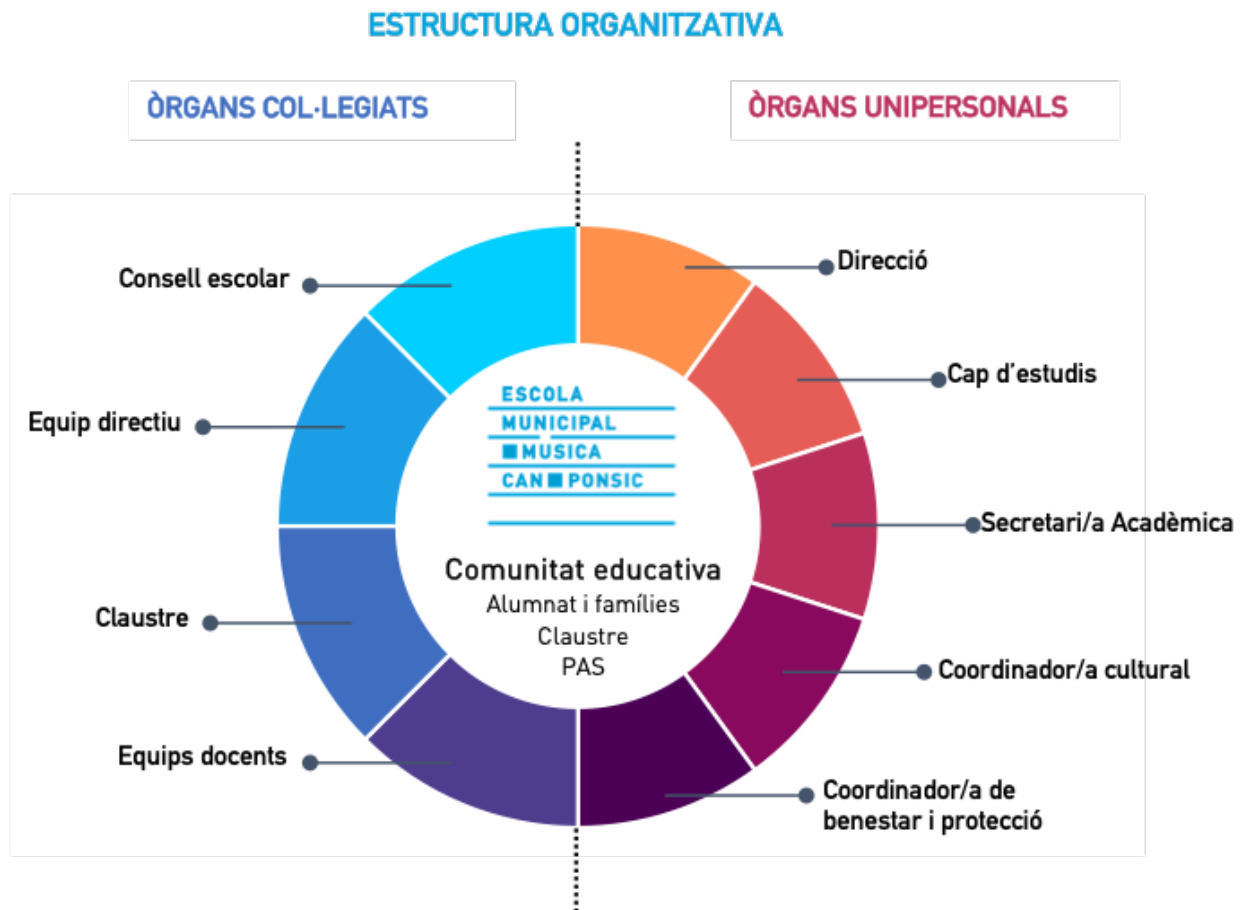 ESTRUCTURA ORGANITZATIVA
ÒRGANS COL·LEGIATS
ÒRGANS UNIPERSONALS
Consell escolar
Equip directiu
Claustre
Equips docents
ESCOLA
MUNICIPAL
MUSICA
CAN PONSIC
Comunitat educativa
Alumnat i famílies
Claustre
PAS
Direcció
Cap d'estudis
Secretari/a Acadèmica
Coordinador/a cultural
Coordinador/a de
benestar i protecció